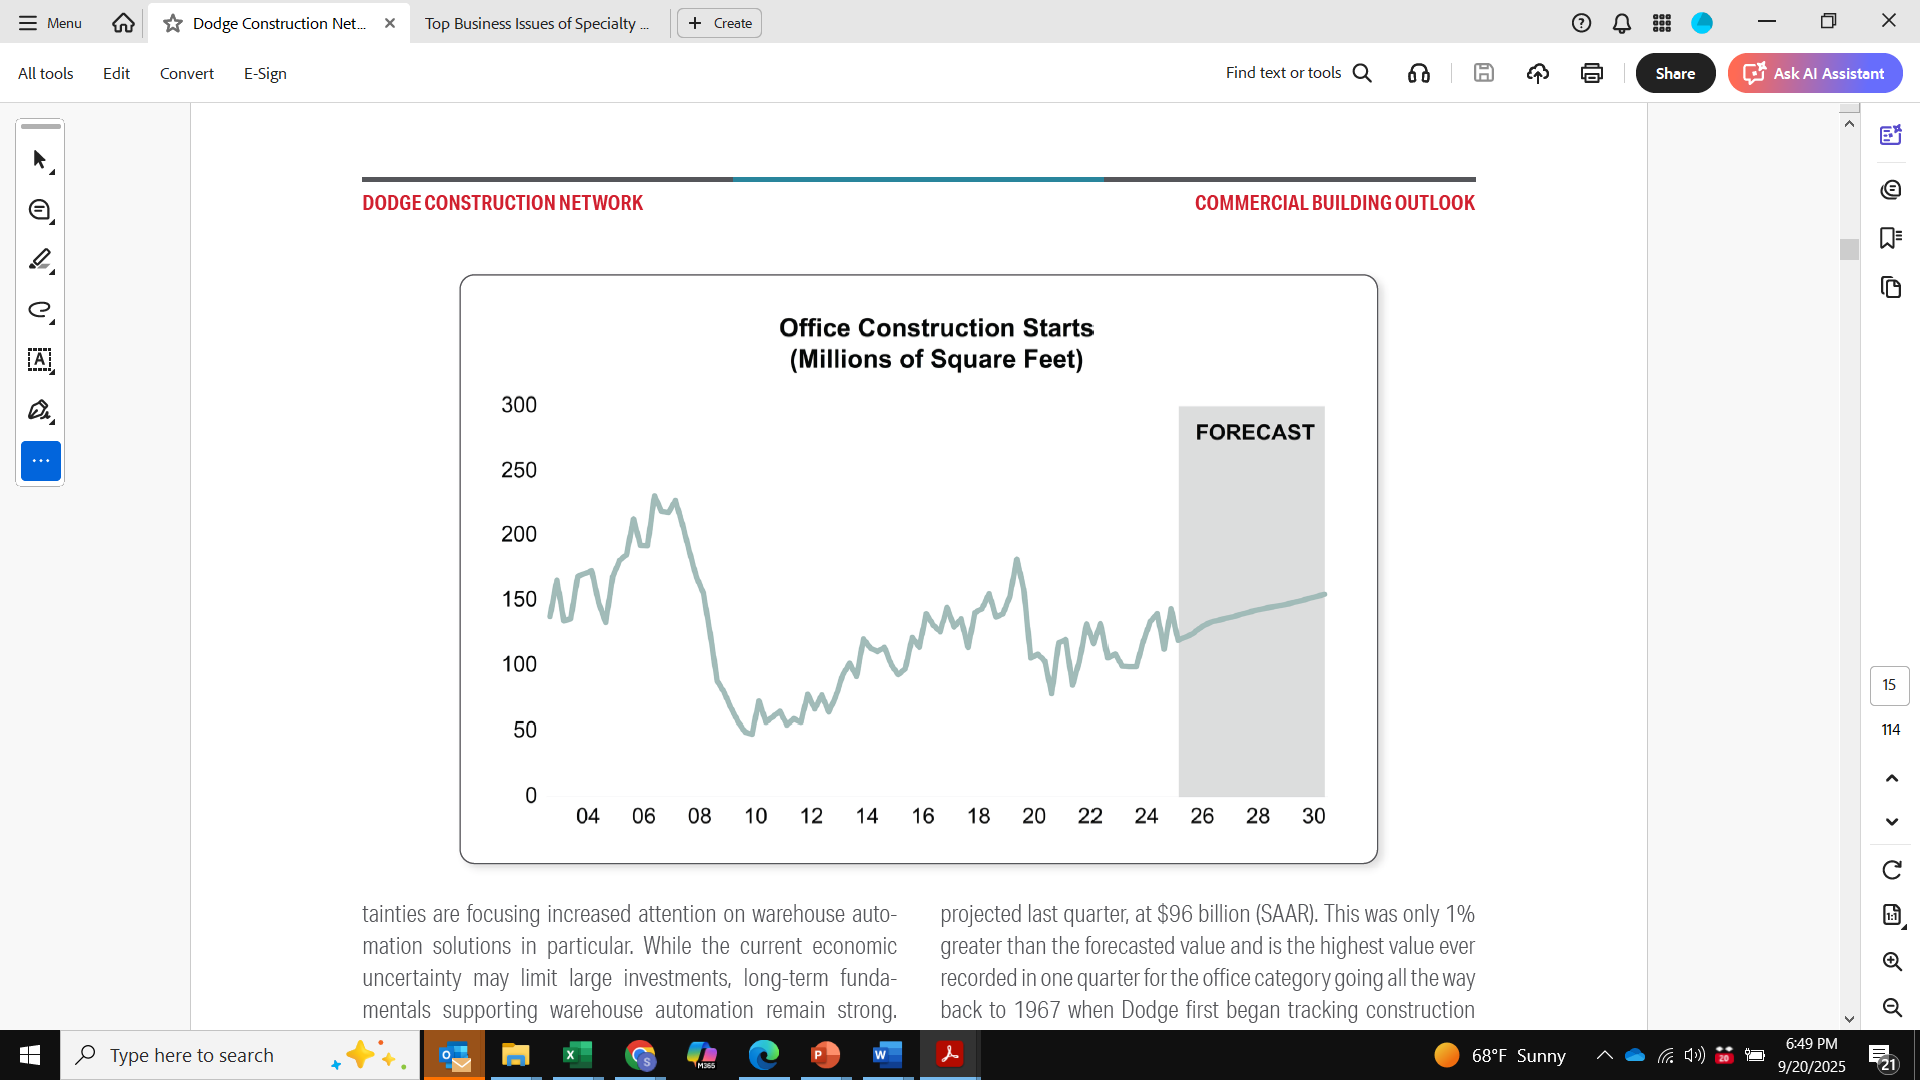 Menu
Dodge Construction Net...
Top Business Issues of Specialty ...
Create
All tools
Edit
Convert
E-Sign
Find text or tools
Share
Ask AI Assistant
DODGE CONSTRUCTION NETWORK
COMMERCIAL BUILDING OUTLOOK
Office Construction Starts
(Millions of Square Feet)
300
250
200
150
100
50
0
FORECAST
04 06 08 10 12 14 16 18 20 22 24 26 28 30
tainties are focusing increased attention on warehouse auto-
mation solutions in particular. While the current economic
uncertainty may limit large investments, long-term funda-
mentals supporting warehouse automation remain strong.
projected last quarter, at $96 billion (SAAR). This was only 1%
greater than the forecasted value and is the highest value ever
recorded in one quarter for the office category going all the way
back to 1967 when Dodge first began tracking construction
15
114
1:1
Type here to search
M365
68°F Sunny
20
6:49 PM
9/20/2025
21